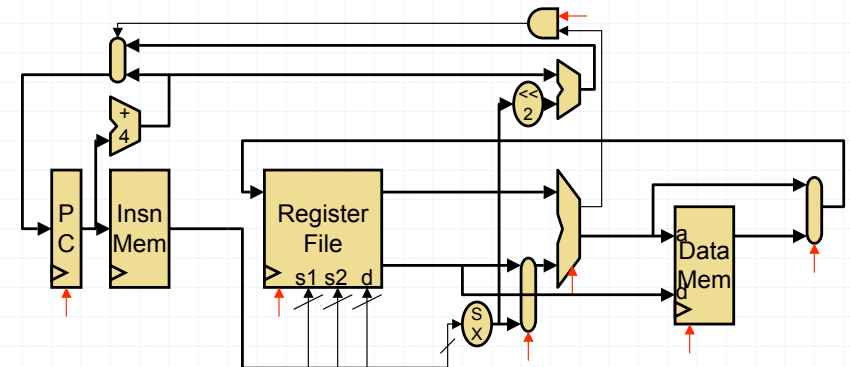 <<
2
+
4
P
C
Insn
Mem
Register
File
s1 s2 d
S
X
a
Data
Mem
d